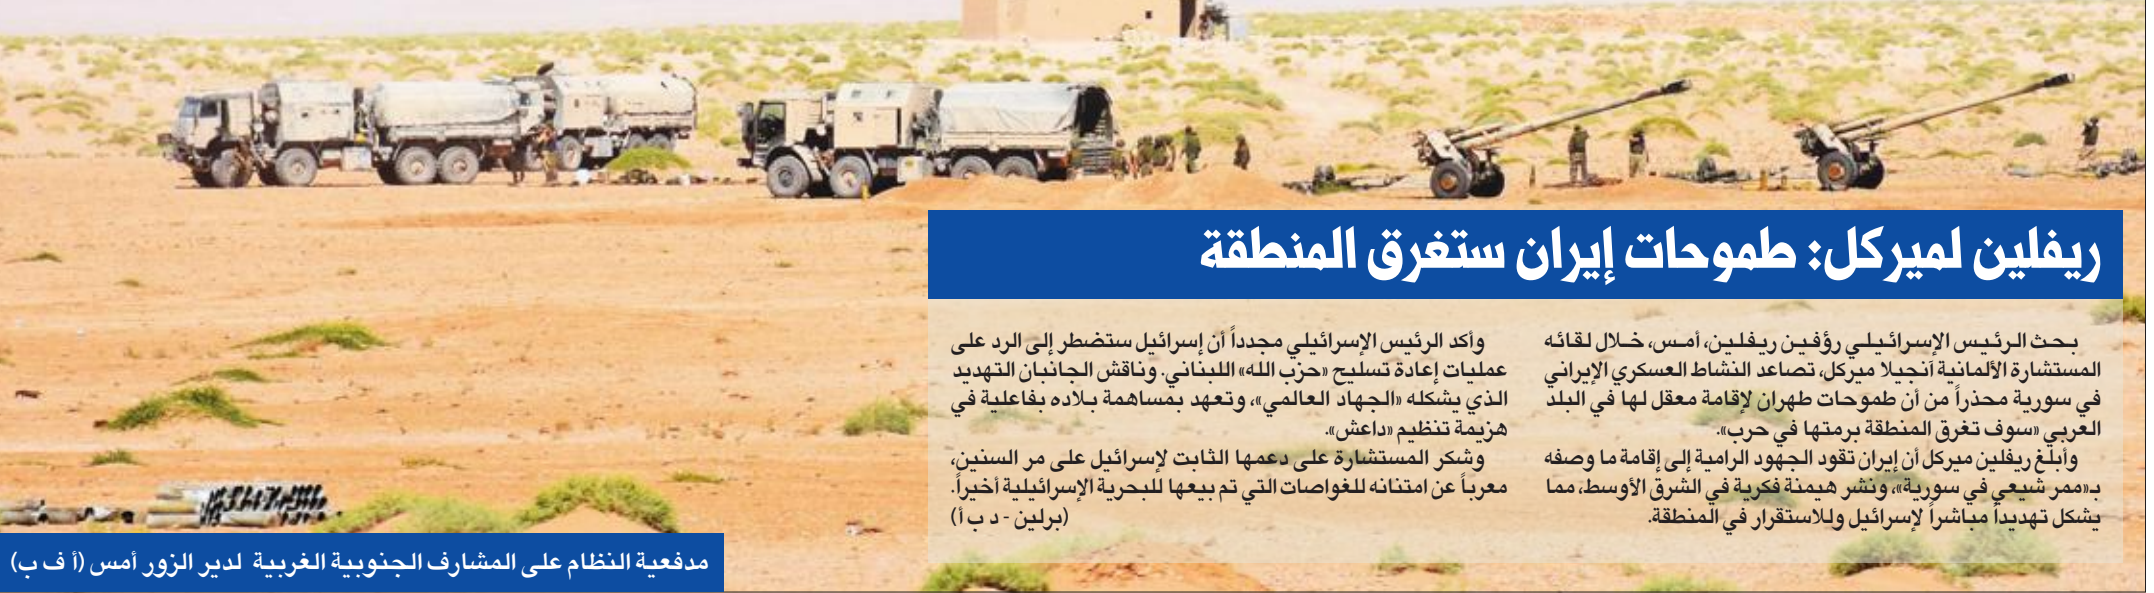 ريفلين لميركل: طموحات إيران ستغرق المنطقة
بحث الرئيس الإسرائيلي رؤفين ريفلين، أمس، خلال لقائه
المستشارة الألمانية آنجيلا ميركل، تصاعد النشاط العسكري الإيراني
في سورية محذراً من أن طموحات طهران لإقامة معقل لها في البلد
العربي «سوف تغرق المنطقة برمتها في حرب».
وأبلغ ريفلين ميركل أن إيران تقود الجهود الرامية إلى إقامة ما وصفه
بـ«ممر شيعي في سورية»، ونشر هيمنة فكرية في الشرق الأوسط، مما
يشكل تهديداً مباشراً لإسرائيل وللاستقرار في المنطقة.
وأكد الرئيس الإسرائيلي مجدداً أن إسرائيل ستضطر إلى الرد على
عمليات إعادة تسليح «حزب الله» اللبناني. وناقش الجانبان التهديد
الذي يشكله «الجهاد العالمي»، وتعهد بمساهمة بلاده بفاعلية في
هزيمة تنظيم «داعش».
وشكر المستشارة على دعمها الثابت لإسرائيل على مر السنين،
معرباً عن امتنانه للغواصات التي تم بيعها للبحرية الإسرائيلية أخيراً.
(برلين - د ب أ)
مدفعية النظام على المشارف الجنوبية الغربية لدير الزور أمس (أ ف ب)